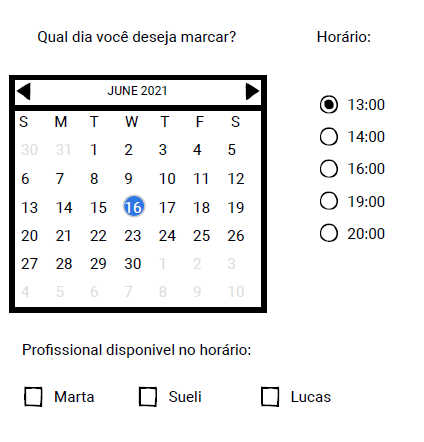 Qual dia você deseja marcar?
Horário:
JUNE 2021
S M T W T F S
30 31 1 2 3 4 5
6 7 8 9 10 11 12
13 14 15 16 17 18 19
20 21 22 23 24 25 26
27 28 29 30 1 2 3
4 5 6 7 8 9 10
13:00
14:00
16:00
19:00
20:00
Profissional disponivel no horário:
Marta Sueli Lucas